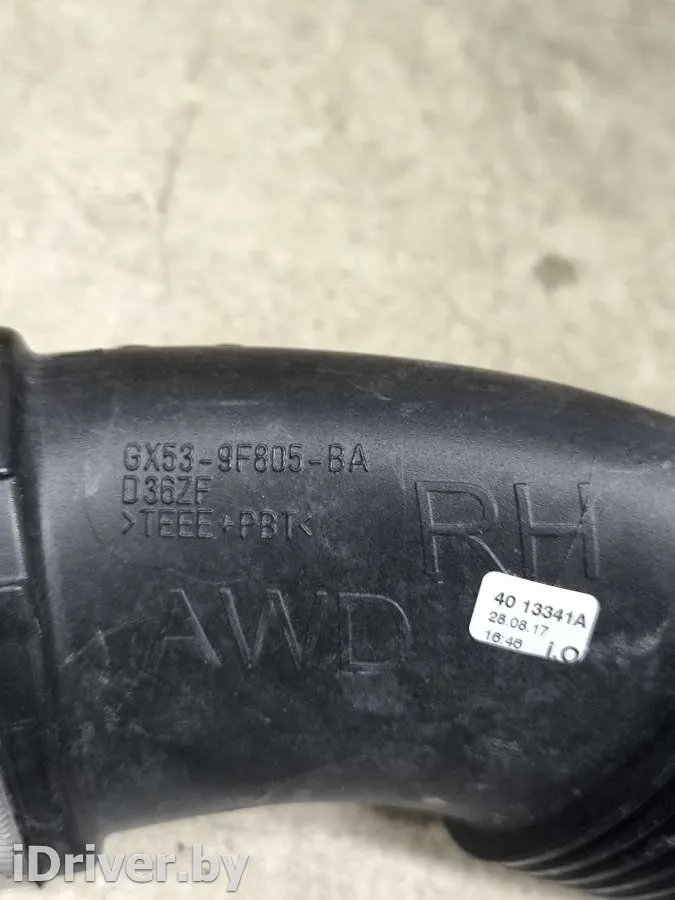 GX53-9F805-BA
D36ZF
>TEEE+PBT<
RH
AWD
40 13341A
28.08.17
16:46 i.O
iDriver.by